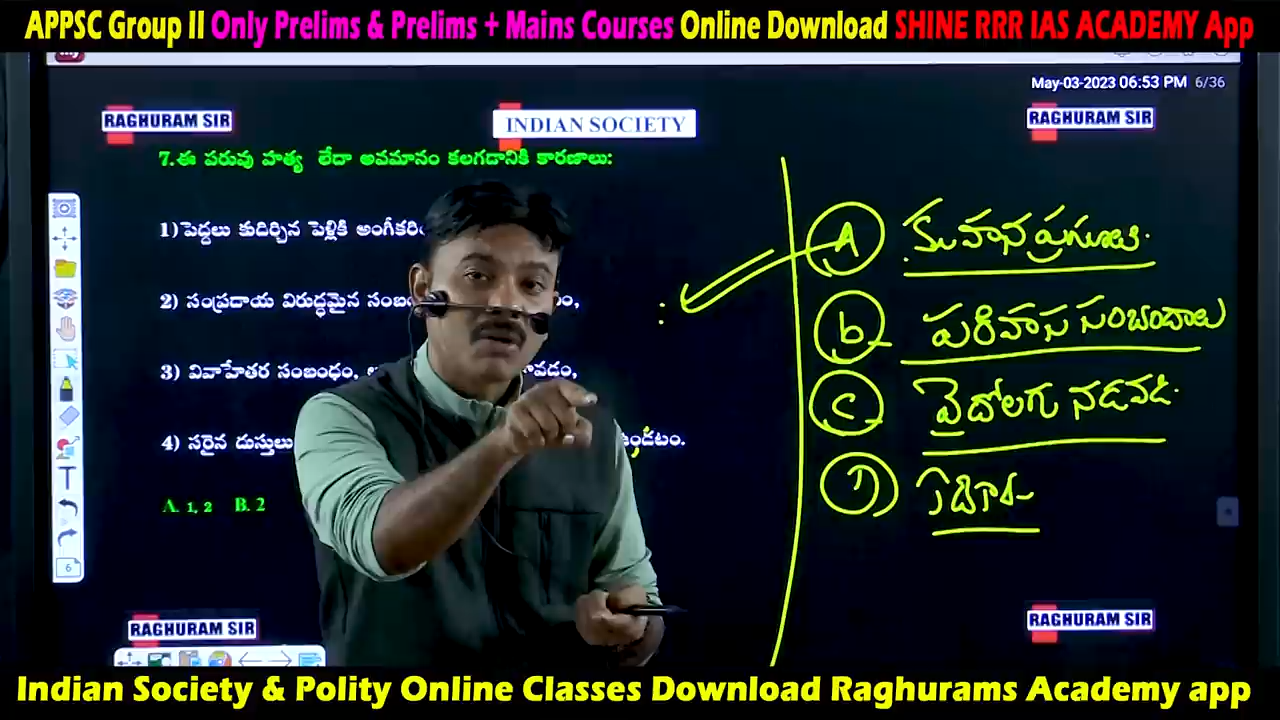 APPSC Group II Only Prelims & Prelims + Mains Courses Online Download SHINE RRR IAS ACADEMY App
May-03-2023 06:53 PM 6/36
RAGHURAM SIR
INDIAN SOCIETY
RAGHURAM SIR
7.ఈ పరువు హత్య లేదా అవమానం కలగడానికి కారణాలు:
1)పెద్దలు కుదిర్చిన పెళ్లికి
2) సంప్రదాయ విరుద్ధమైన
3) వివాహేతర సంబంధం,
4) సరైన దుస్తులు
A. 1, 2 B. 2
A కుహనా ప్రసూతి
b పరిహాస సంబంధాలు
C నడవడి
6
RAGHURAM SIR
RAGHURAM SIR
Indian Society & Polity Online Classes Download Raghurams Academy app